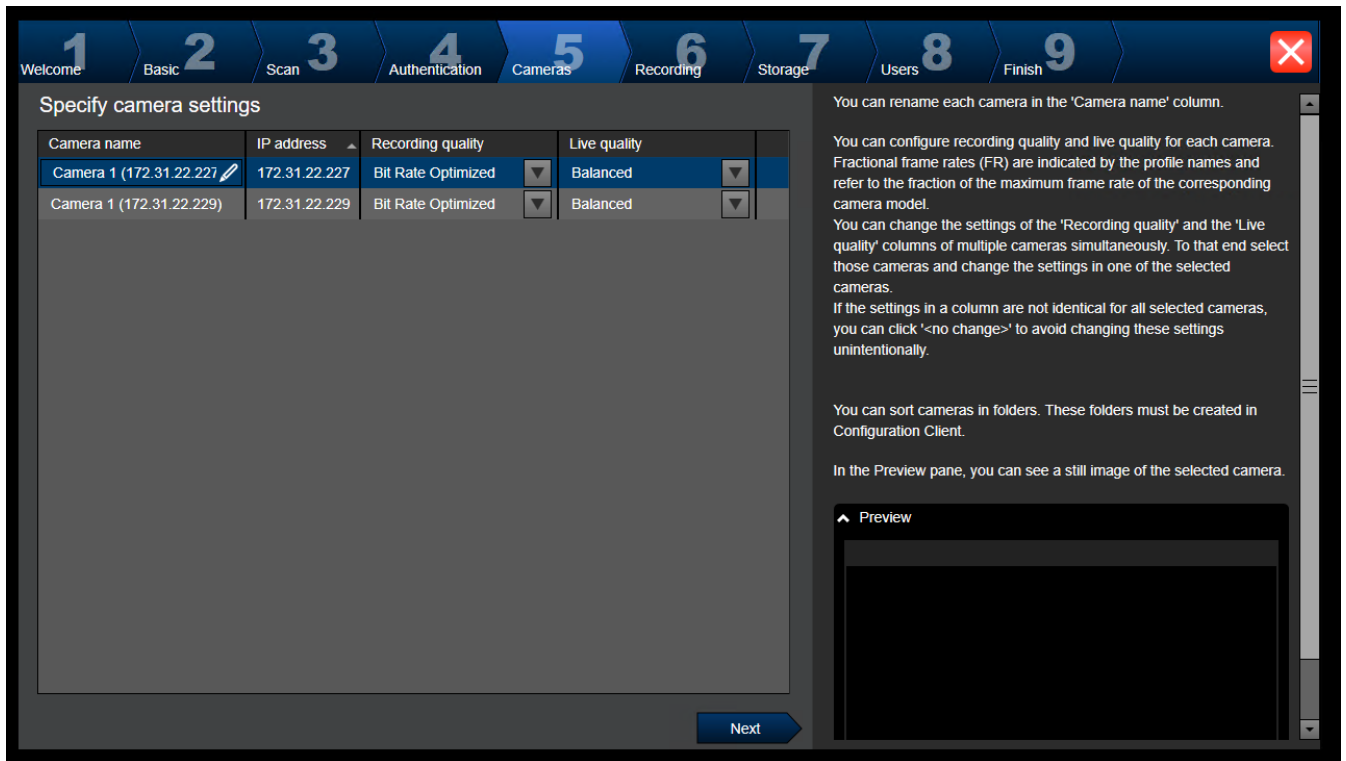 1 Welcome
2 Basic
3 Scan
4 Authentication
5 Cameras
6 Recording
7 Storage
8 Users
9 Finish
Specify camera settings
Camera name IP address Recording quality Live quality
Camera 1 (172.31.22.227 172.31.22.227 Bit Rate Optimized Balanced
Camera 1 (172.31.22.229) 172.31.22.229 Bit Rate Optimized Balanced
Next
You can rename each camera in the 'Camera name' column.
You can configure recording quality and live quality for each camera.
Fractional frame rates (FR) are indicated by the profile names and
refer to the fraction of the maximum frame rate of the corresponding
camera model.
You can change the settings of the 'Recording quality' and the 'Live
quality' columns of multiple cameras simultaneously. To that end select
those cameras and change the settings in one of the selected
cameras.
If the settings in a column are not identical for all selected cameras,
you can click '<no change>' to avoid changing these settings
unintentionally.
You can sort cameras in folders. These folders must be created in
Configuration Client.
In the Preview pane, you can see a still image of the selected camera.
Preview